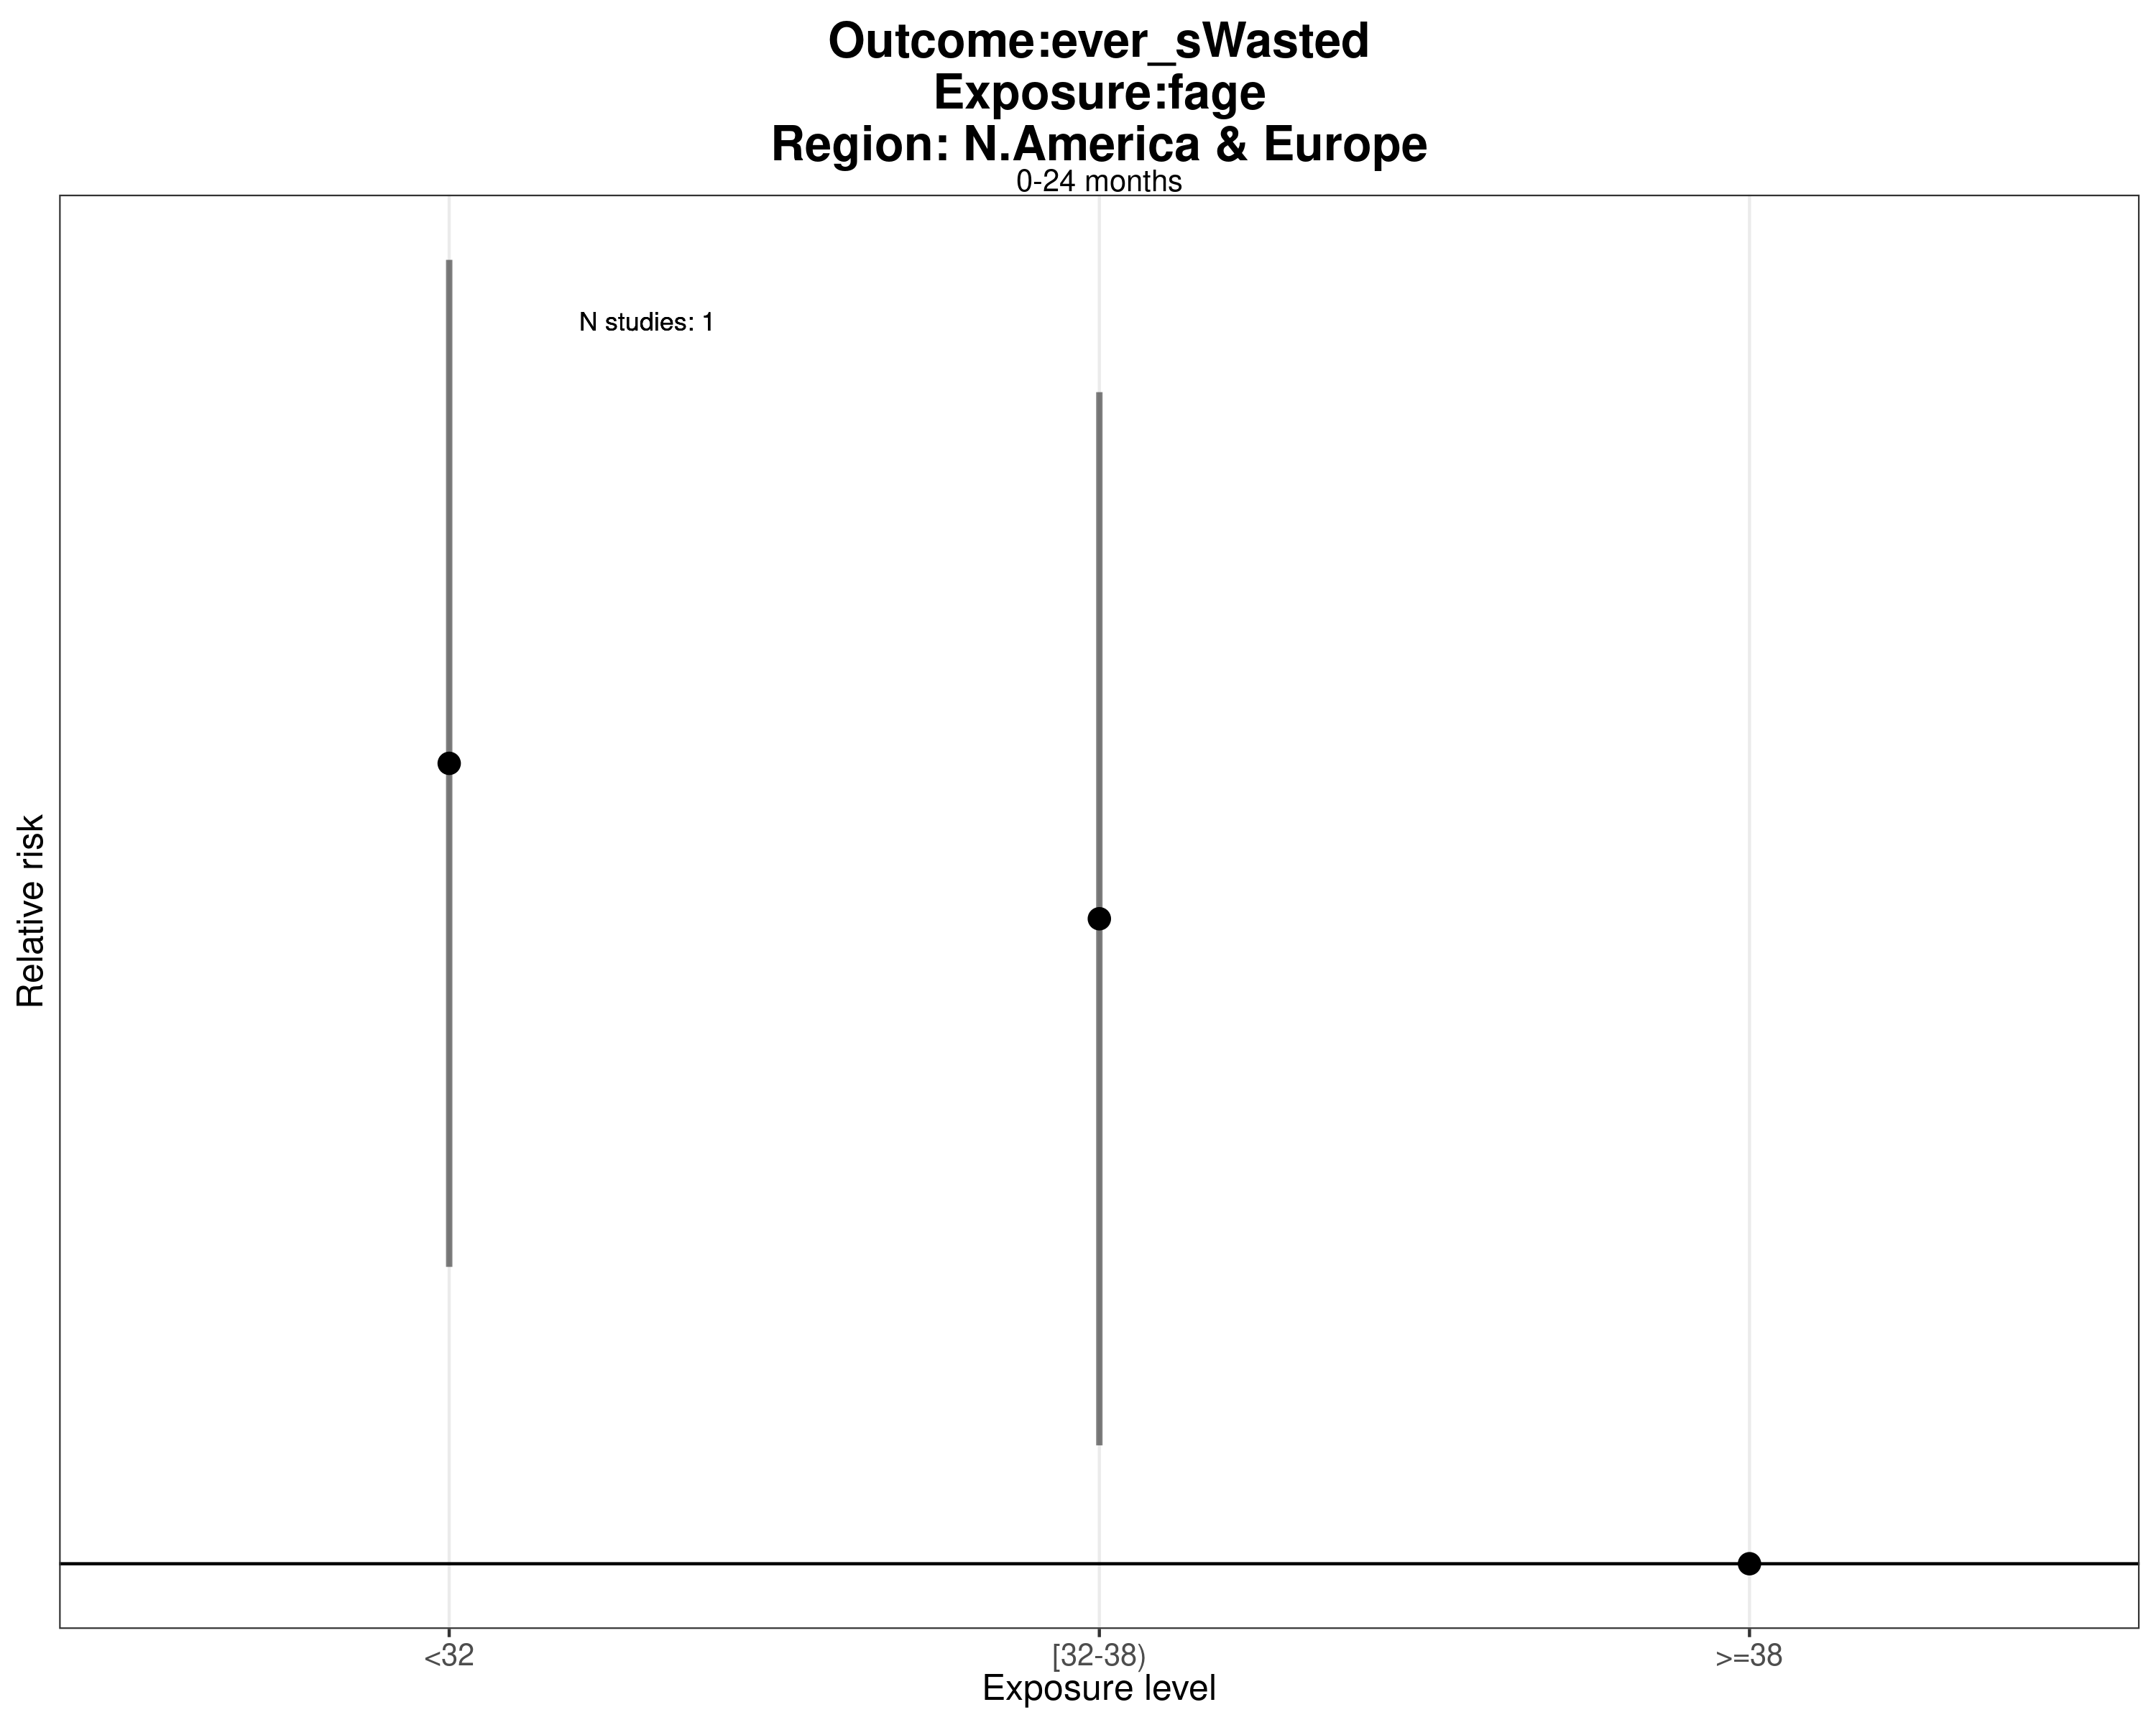 Outcome:ever_sWasted
Exposure:fage
Region: N.America & Europe
0-24 months
N studies: 1
Relative risk
<32
[32-38)
>=38
Exposure level